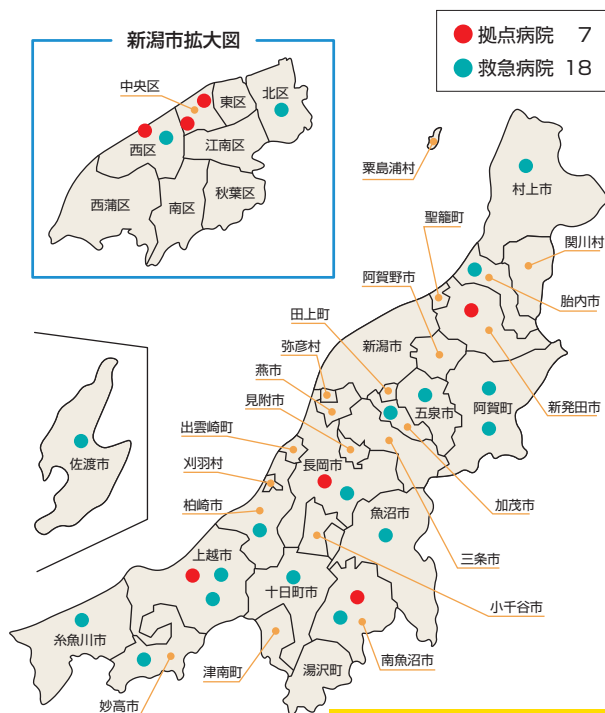 新潟市拡大図
拠点病院 7
救急病院 18
中央区
東区
北区
西区
江南区
西蒲区
南区
秋葉区
粟島浦村
村上市
聖籠町
関川村
阿賀野市
胎内市
田上町
新潟市
弥彦村
燕市
五泉市
阿賀町
新発田市
見附市
出雲崎町
佐渡市
長岡市
刈羽村
加茂市
柏崎市
魚沼市
三条市
上越市
十日町市
小千谷市
糸魚川市
津南町
南魚沼市
湯沢町
妙高市